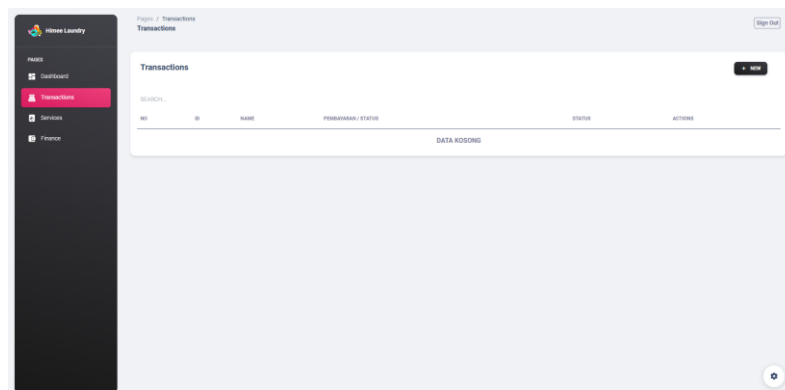 Himee Laundry
PAGES
Dashboard
Transactions
Services
Finance
Pages / Transactions
Transactions
Sign Out
Transactions
+ NEW
SEARCH...
NO ID NAME PEMBAYARAN / STATUS STATUS ACTIONS
DATA KOSONG